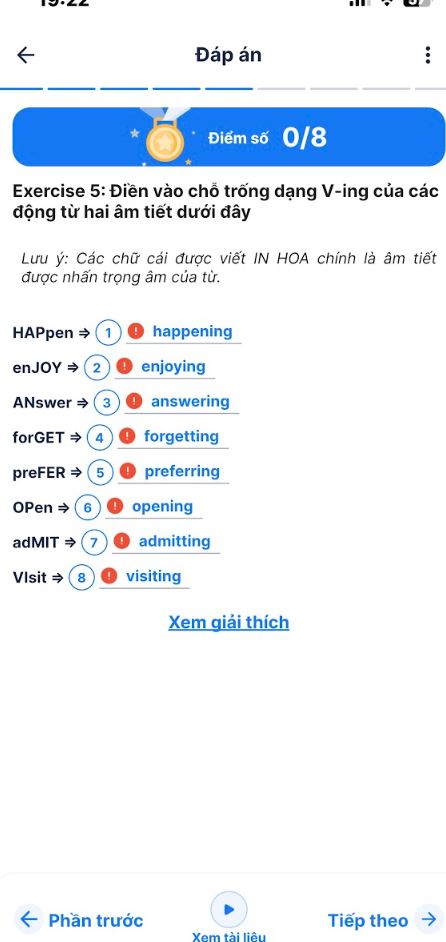 19:22
Đáp án
Điểm số 0/8
Exercise 5: Điền vào chỗ trống dạng V-ing của các
động từ hai âm tiết dưới đây
Lưu ý: Các chữ cái được viết IN HOA chính là âm tiết
được nhấn trọng âm của từ.
HAPpen ⇒ 1 ! happening
enJOY ⇒ 2 ! enjoying
ANswer ⇒ 3 ! answering
forGET ⇒ 4 ! forgetting
preFER ⇒ 5 ! preferring
OPen ⇒ 6 ! opening
adMIT ⇒ 7 ! admitting
VIsit ⇒ 8 ! visiting
Xem giải thích
← Phần trước
Xem tài liệu
Tiếp theo →